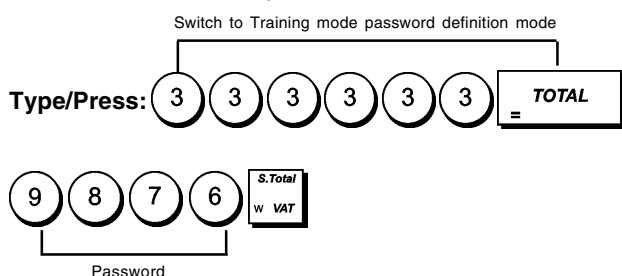 Switch to Training mode password definition mode
Type/Press: 3 3 3 3 3 3 TOTAL
=
9 8 7 6 S.Total
w VAT
Password